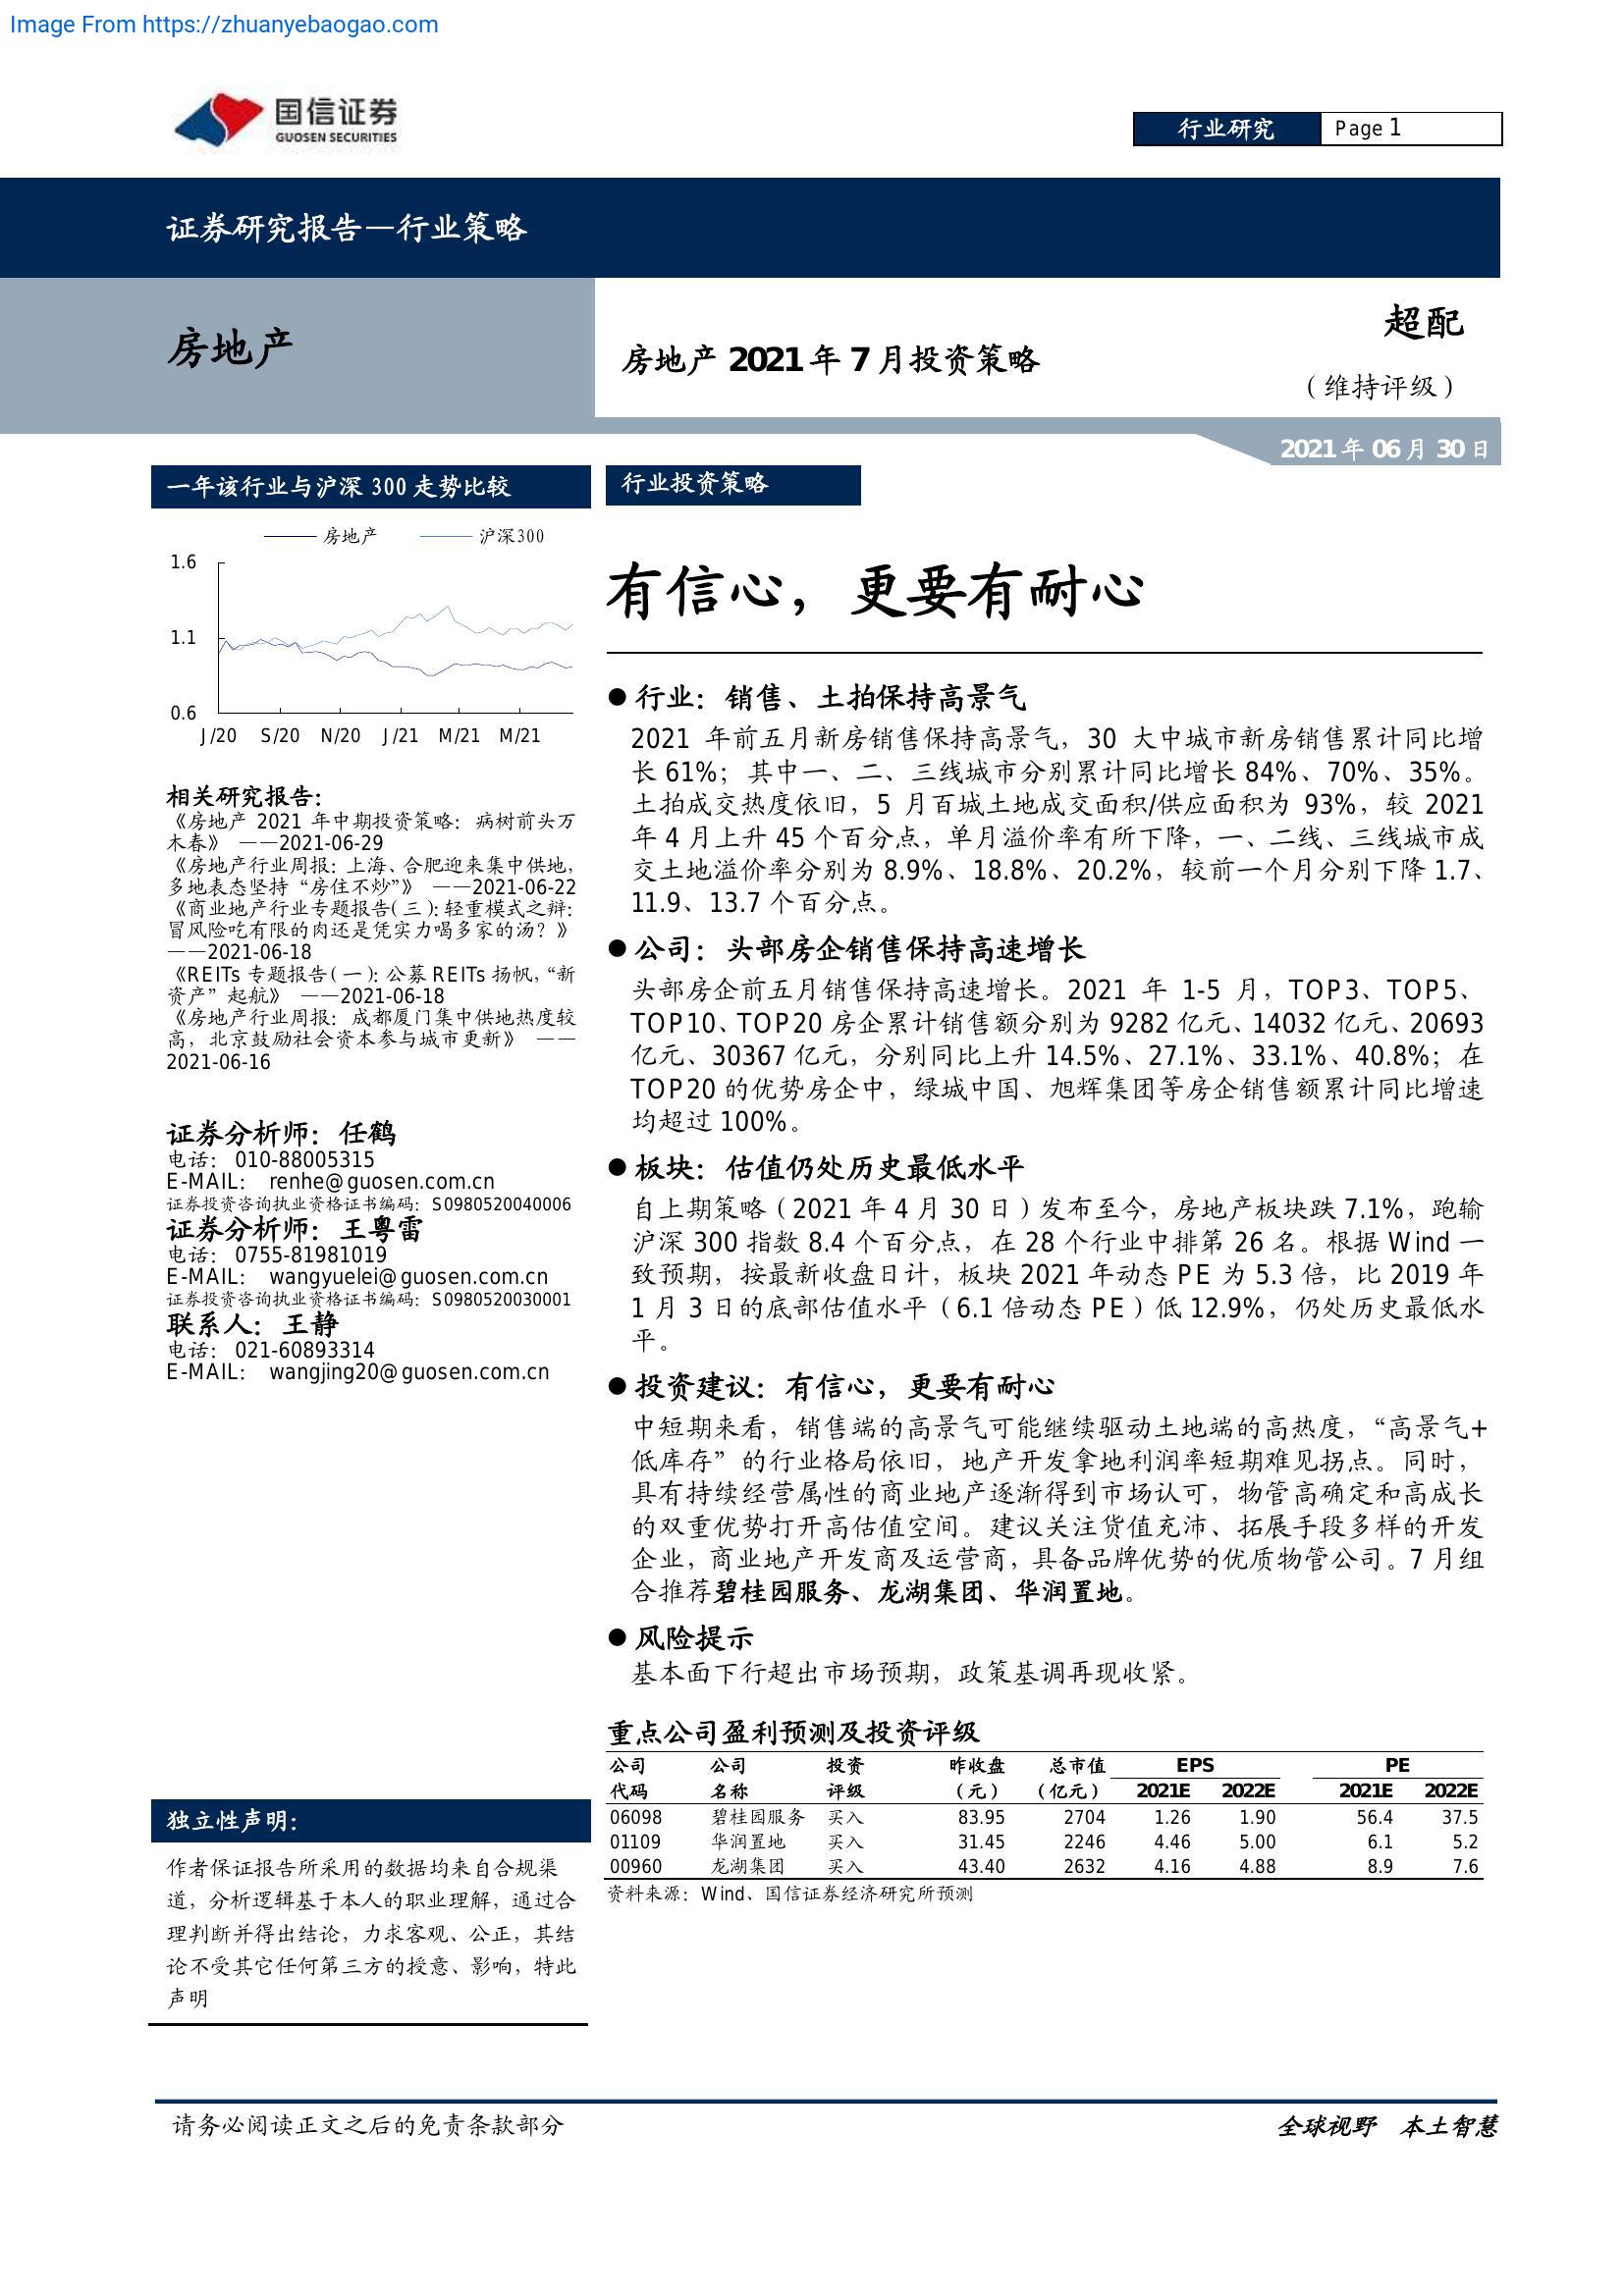 Image From https://zhuanyebaogao.com
国信证券
GUOSEN SECURITIES
行业研究 Page 1
证券研究报告—行业策略
房地产
房地产 2021 年 7 月投资策略
超配
（维持评级）
2021 年 06 月 30 日
一年该行业与沪深 300 走势比较
房地产 沪深300
1.6
1.1
0.6
J/20 S/20 N/20 J/21 M/21 M/21
相关研究报告：
《房地产 2021 年中期投资策略：病树前头万
木春》 ——2021-06-29
《房地产行业周报：上海、合肥迎来集中供地，
多地表态坚持“房住不炒”》 ——2021-06-22
《商业地产行业专题报告（三）：轻重模式之辩：
冒风险吃有限的肉还是凭实力喝多家的汤？》
——2021-06-18
《REITs 专题报告（一）：公募 REITs 扬帆，“新
资产”起航》 ——2021-06-18
《房地产行业周报：成都厦门集中供地热度较
高，北京鼓励社会资本参与城市更新》 ——
2021-06-16
证券分析师：任鹤
电话： 010-88005315
E-MAIL： renhe@guosen.com.cn
证券投资咨询执业资格证书编码：S0980520040006
证券分析师：王粤雷
电话： 0755-81981019
E-MAIL： wangyuelei@guosen.com.cn
证券投资咨询执业资格证书编码：S0980520030001
联系人：王静
电话： 021-60893314
E-MAIL： wangjing20@guosen.com.cn
独立性声明：
作者保证报告所采用的数据均来自合规渠
道，分析逻辑基于本人的职业理解，通过合
理判断并得出结论，力求客观、公正，其结
论不受其它任何第三方的授意、影响，特此
声明
行业投资策略
有信心，更要有耐心
● 行业：销售、土拍保持高景气
2021 年前五月新房销售保持高景气，30 大中城市新房销售累计同比增
长 61%；其中一、二、三线城市分别累计同比增长 84%、70%、35%。
土拍成交热度依旧，5 月百城土地成交面积/供应面积为 93%，较 2021
年 4 月上升 45 个百分点，单月溢价率有所下降，一、二线、三线城市成
交土地溢价率分别为 8.9%、18.8%、20.2%，较前一个月分别下降 1.7、
11.9、13.7 个百分点。
● 公司：头部房企销售保持高速增长
头部房企前五月销售保持高速增长。2021 年 1-5 月，TOP3、TOP5、
TOP10、TOP20 房企累计销售额分别为 9282 亿元、14032 亿元、20693
亿元、30367 亿元，分别同比上升 14.5%、27.1%、33.1%、40.8%；在
TOP20 的优势房企中，绿城中国、旭辉集团等房企销售额累计同比增速
均超过 100%。
● 板块：估值仍处历史最低水平
自上期策略（2021 年 4 月 30 日）发布至今，房地产板块跌 7.1%，跑输
沪深 300 指数 8.4 个百分点，在 28 个行业中排第 26 名。根据 Wind 一
致预期，按最新收盘日计，板块 2021 年动态 PE 为 5.3 倍，比 2019 年
1 月 3 日的底部估值水平（6.1 倍动态 PE）低 12.9%，仍处历史最低水
平。
● 投资建议：有信心，更要有耐心
中短期来看，销售端的高景气可能继续驱动土地端的高热度，“高景气+
低库存”的行业格局依旧，地产开发拿地利润率短期难见拐点。同时，
具有持续经营属性的商业地产逐渐得到市场认可，物管高确定和高成长
的双重优势打开高估值空间。建议关注货值充沛、拓展手段多样的开发
企业，商业地产开发商及运营商，具备品牌优势的优质物管公司。7 月组
合推荐碧桂园服务、龙湖集团、华润置地。
● 风险提示
基本面下行超出市场预期，政策基调再现收紧。
重点公司盈利预测及投资评级
公司 公司 投资 昨收盘 总市值 EPS PE
代码 名称 评级 （元） （亿元） 2021E 2022E 2021E 2022E
06098 碧桂园服务 买入 83.95 2704 1.26 1.90 56.4 37.5
01109 华润置地 买入 31.45 2246 4.46 5.00 6.1 5.2
00960 龙湖集团 买入 43.40 2632 4.16 4.88 8.9 7.6
资料来源：Wind、国信证券经济研究所预测
请务必阅读正文之后的免责条款部分
全球视野 本土智慧